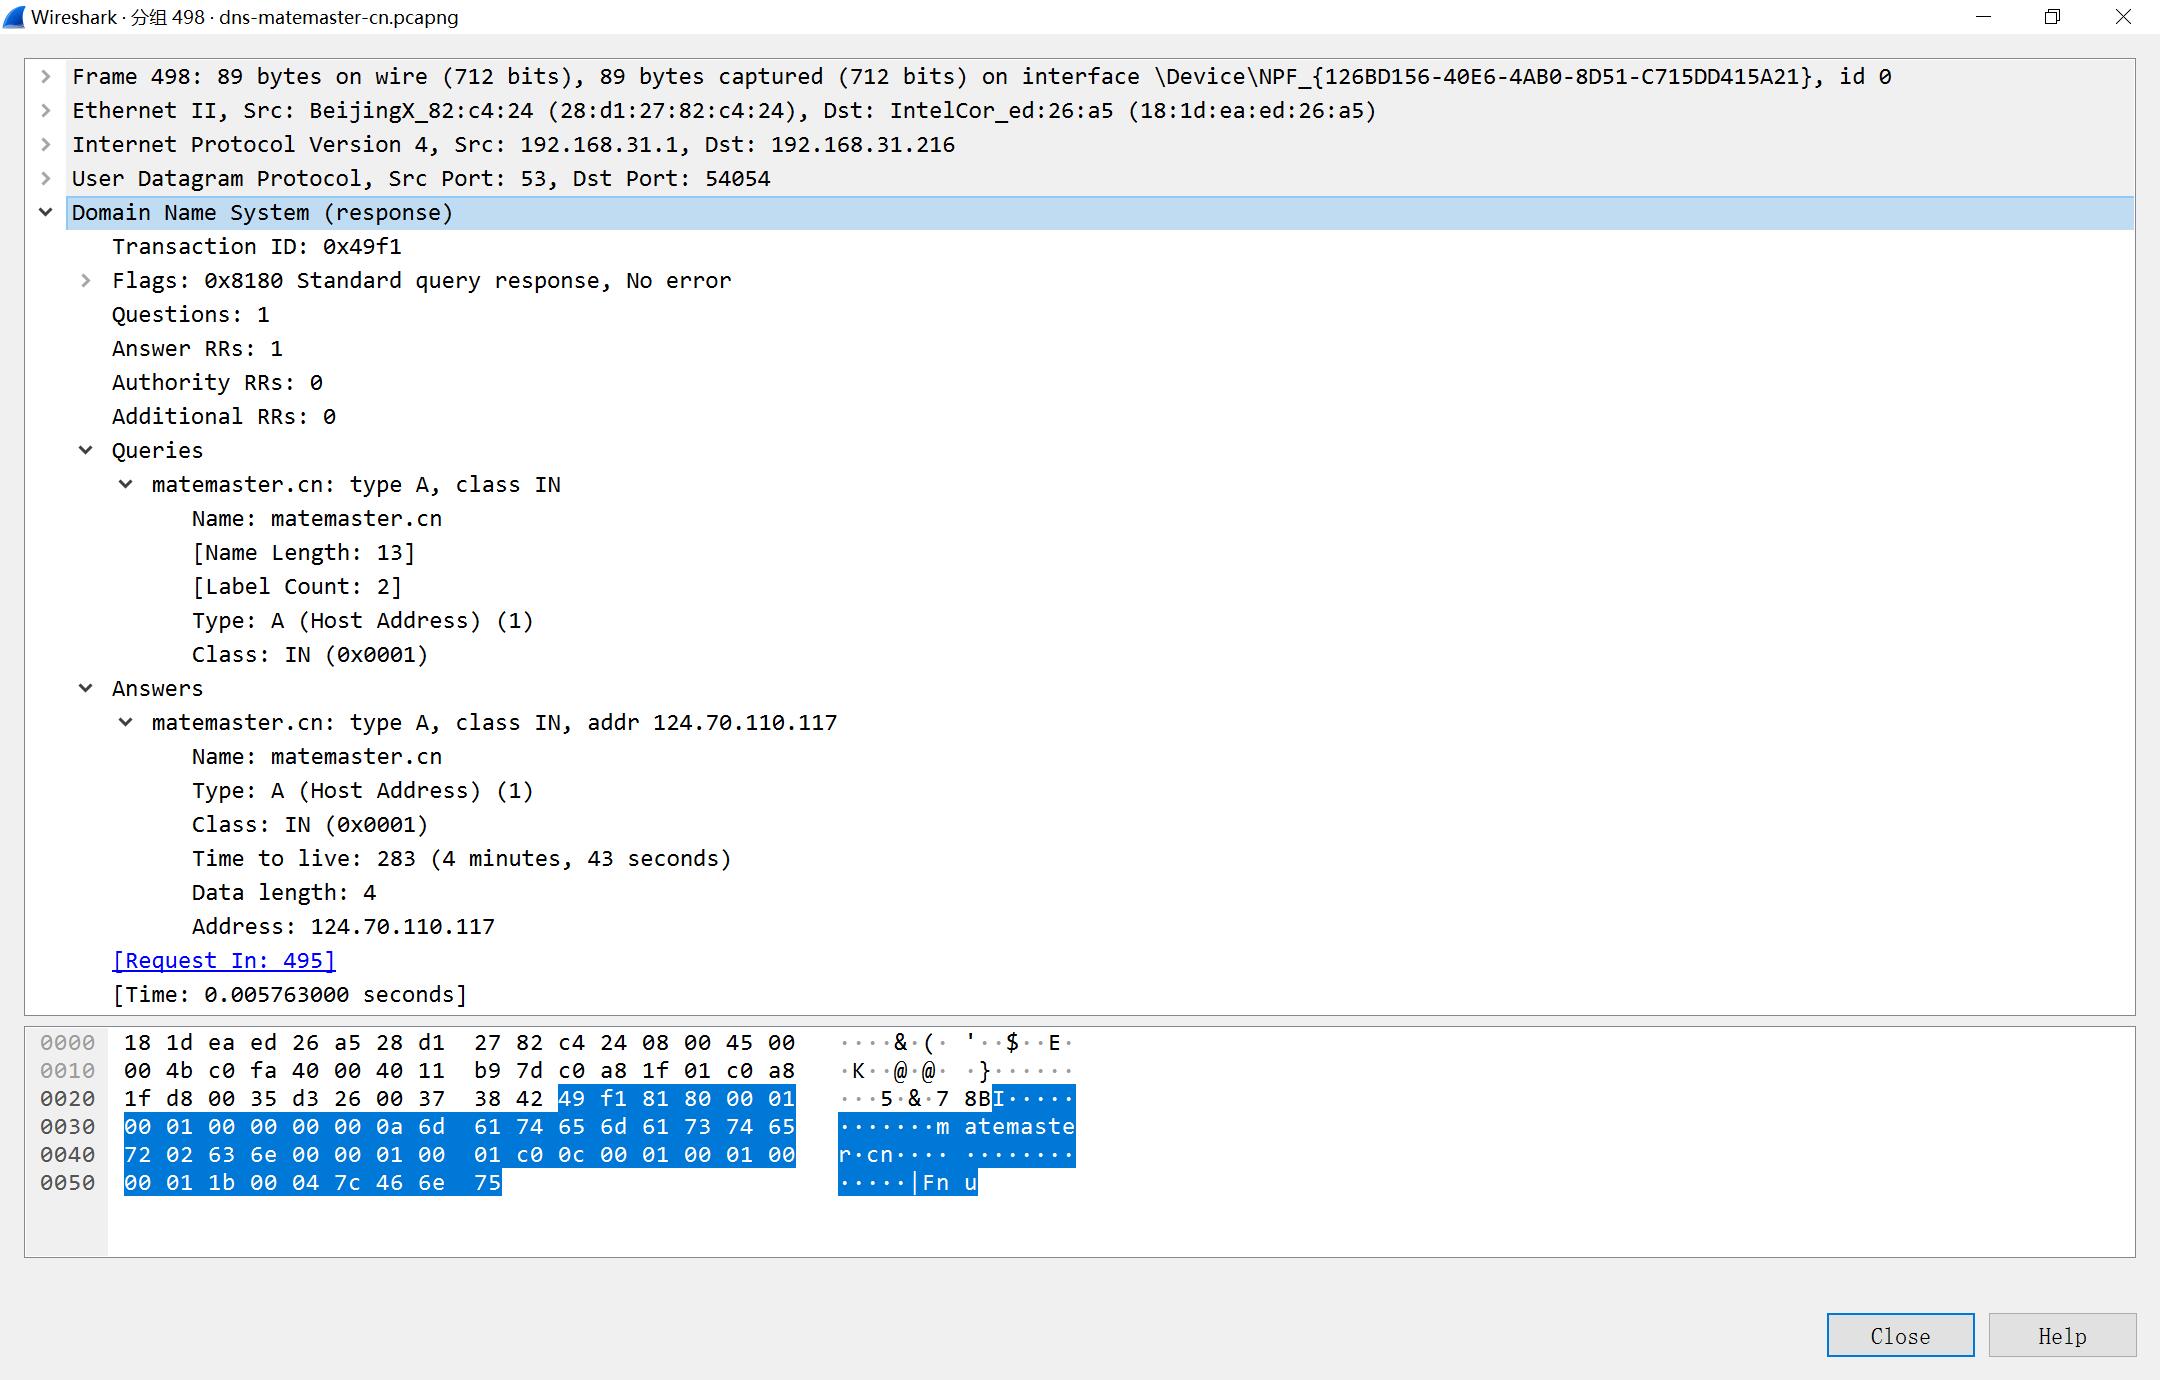 Wireshark · 分组 498 · dns-matemaster-cn.pcapng
Frame 498: 89 bytes on wire (712 bits), 89 bytes captured (712 bits) on interface \Device\NPF_{126BD156-40E6-4AB0-8D51-C715DD415A21}, id 0
Ethernet II, Src: BeijingX_82:c4:24 (28:d1:27:82:c4:24), Dst: IntelCor_ed:26:a5 (18:1d:ea:ed:26:a5)
Internet Protocol Version 4, Src: 192.168.31.1, Dst: 192.168.31.216
User Datagram Protocol, Src Port: 53, Dst Port: 54054
Domain Name System (response)
Transaction ID: 0x49f1
Flags: 0x8180 Standard query response, No error
Questions: 1
Answer RRs: 1
Authority RRs: 0
Additional RRs: 0
Queries
matemaster.cn: type A, class IN
Name: matemaster.cn
[Name Length: 13]
[Label Count: 2]
Type: A (Host Address) (1)
Class: IN (0x0001)
Answers
matemaster.cn: type A, class IN, addr 124.70.110.117
Name: matemaster.cn
Type: A (Host Address) (1)
Class: IN (0x0001)
Time to live: 283 (4 minutes, 43 seconds)
Data length: 4
Address: 124.70.110.117
[Request In: 495]
[Time: 0.005763000 seconds]
0000 18 1d ea ed 26 a5 28 d1 27 82 c4 24 08 00 45 00 ····&·(· '··$··E·
0010 00 4b c0 fa 40 00 40 11 b9 7d c0 a8 1f 01 c0 a8 ·K··@·@· ·}······
0020 1f d8 00 35 d3 26 00 37 38 42 49 f1 81 80 00 01 ···5·&·7 8BI·····
0030 00 01 00 00 00 00 0a 6d 61 74 65 6d 61 73 74 65 ·······m atemaste
0040 72 02 63 6e 00 00 01 00 01 c0 0c 00 01 00 01 00 r·cn···· ········
0050 00 01 1b 00 04 7c 46 6e 75 ·····|Fn u
Close
Help